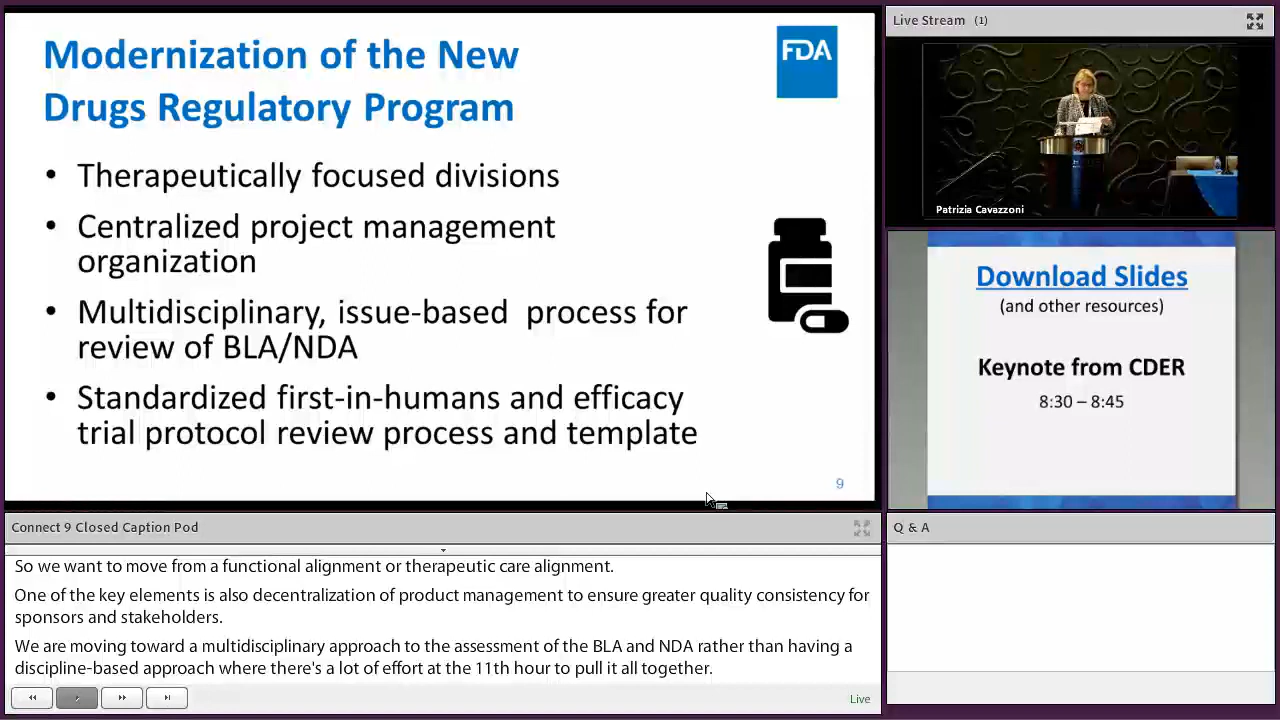 Modernization of the New
Drugs Regulatory Program
FDA
• Therapeutically focused divisions
• Centralized project management
organization
• Multidisciplinary, issue-based process for
review of BLA/NDA
• Standardized first-in-humans and efficacy
trial protocol review process and template
9
Live Stream (1)
Patrizia Cavazzoni
Download Slides
(and other resources)
Keynote from CDER
8:30 – 8:45
Connect 9 Closed Caption Pod
So we want to move from a functional alignment or therapeutic care alignment.
One of the key elements is also decentralization of product management to ensure greater quality consistency for
sponsors and stakeholders.
We are moving toward a multidisciplinary approach to the assessment of the BLA and NDA rather than having a
discipline-based approach where there's a lot of effort at the 11th hour to pull it all together.
Live
Q & A